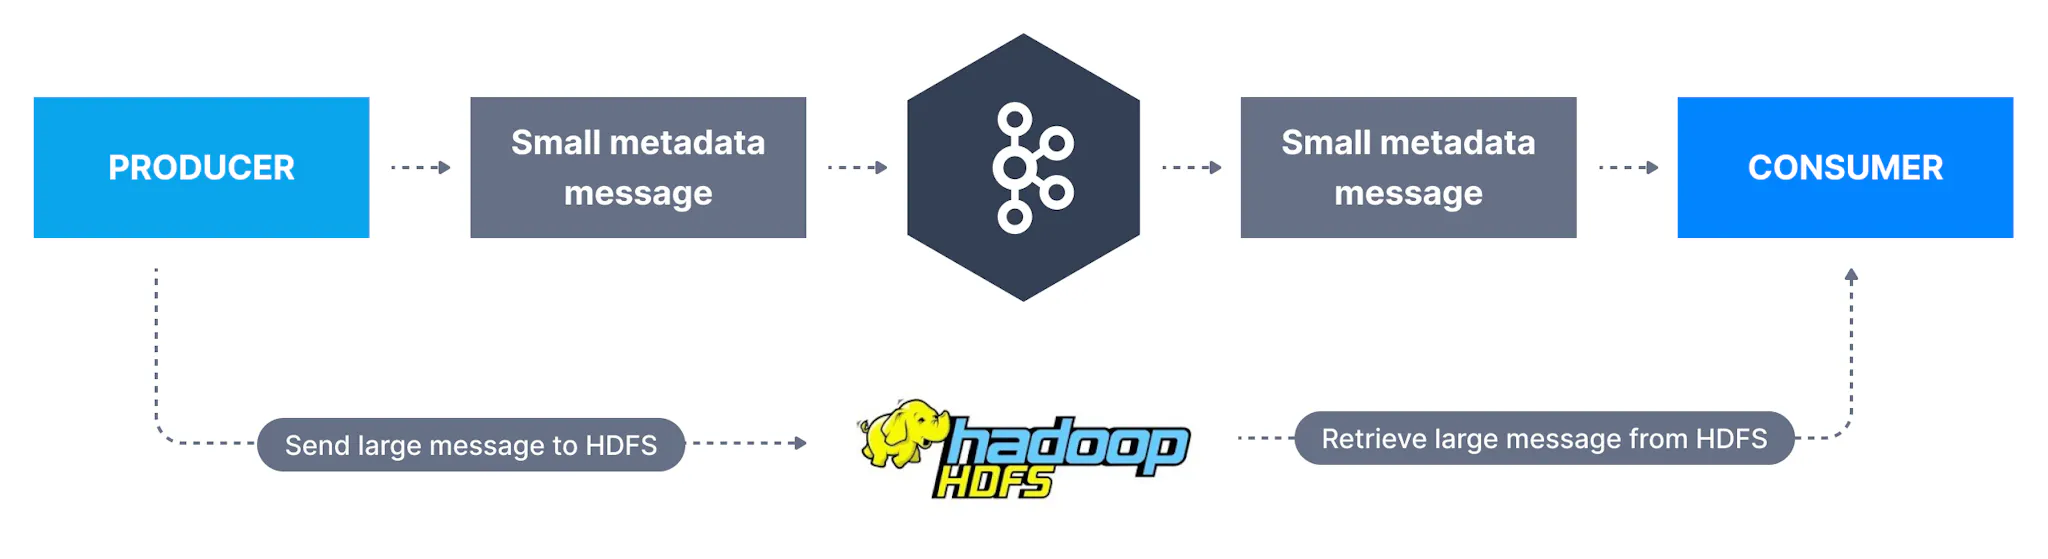 PRODUCER
Small metadata
message
Small metadata
message
CONSUMER
Send large message to HDFS
hadoop
HDFS
Retrieve large message from HDFS